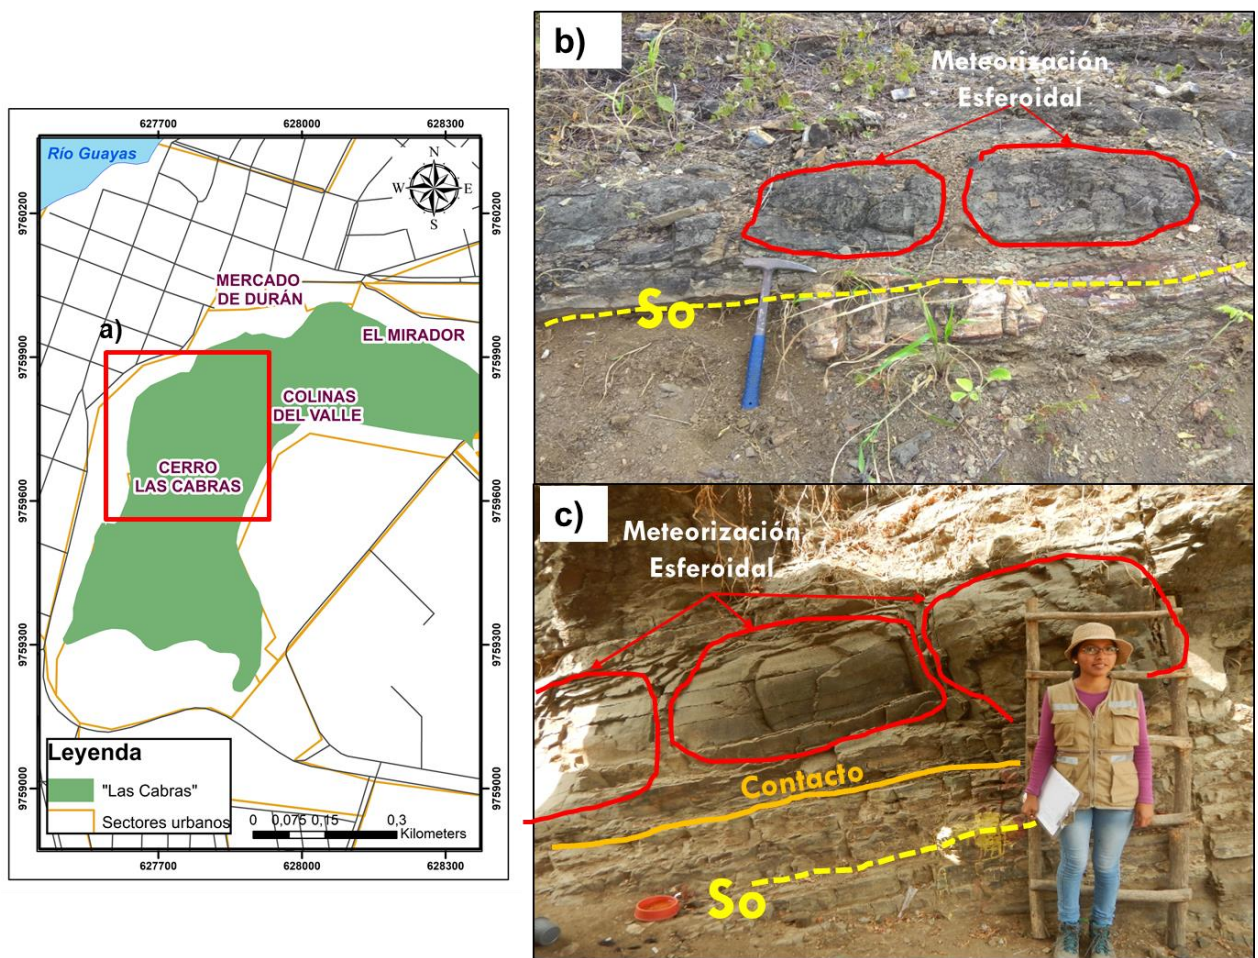 a)
627700
628000
628300
Río Guayas
N
W
E
S
9760200
9760200
MERCADO
DE DURÁN
EL MIRADOR
9759900
9759900
COLINAS
DEL VALLE
CERRO
LAS CABRAS
9759600
9759600
9759300
9759300
Leyenda
"Las Cabras"
Sectores urbanos
0
0,075
0,15
0,3
Kilometers
9759000
9759000
627700
628000
628300
b)
Meteorización
Esferoidal
So
c)
Meteorización
Esferoidal
Contacto
So